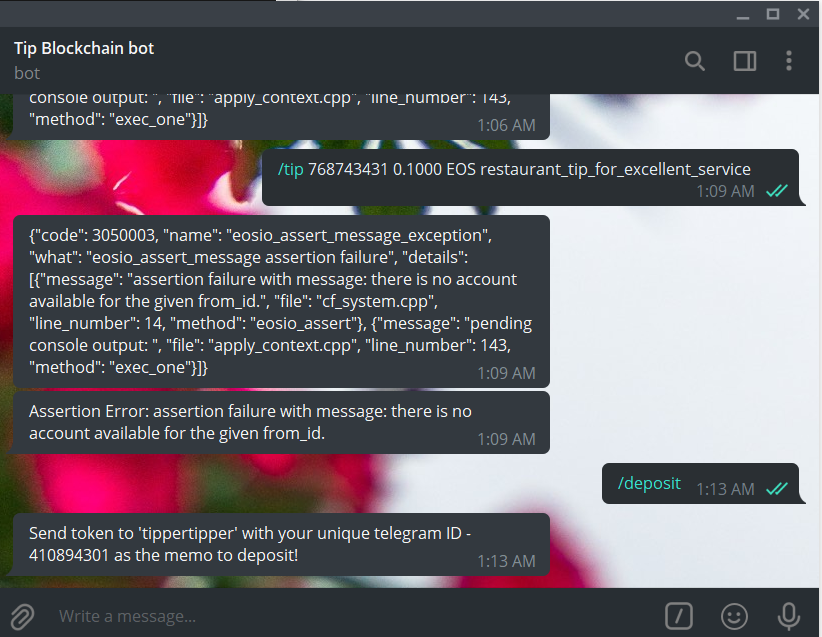 Tip Blockchain bot
bot
console output: ", "file": "apply_context.cpp", "line_number": 143,
"method": "exec_one"}]}
1:06 AM
/tip 768743431 0.1000 EOS restaurant_tip_for_excellent_service
1:09 AM
{"code": 3050003, "name": "eosio_assert_message_exception",
"what": "eosio_assert_message assertion failure", "details":
[{"message": "assertion failure with message: there is no account
available for the given from_id.", "file": "cf_system.cpp",
"line_number": 14, "method": "eosio_assert"}, {"message": "pending
console output: ", "file": "apply_context.cpp", "line_number": 143,
"method": "exec_one"}]}
1:09 AM
Assertion Error: assertion failure with message: there is no
account available for the given from_id.
1:09 AM
/deposit 1:13 AM
Send token to 'tippertipper' with your unique telegram ID -
410894301 as the memo to deposit!
1:13 AM
Write a message...